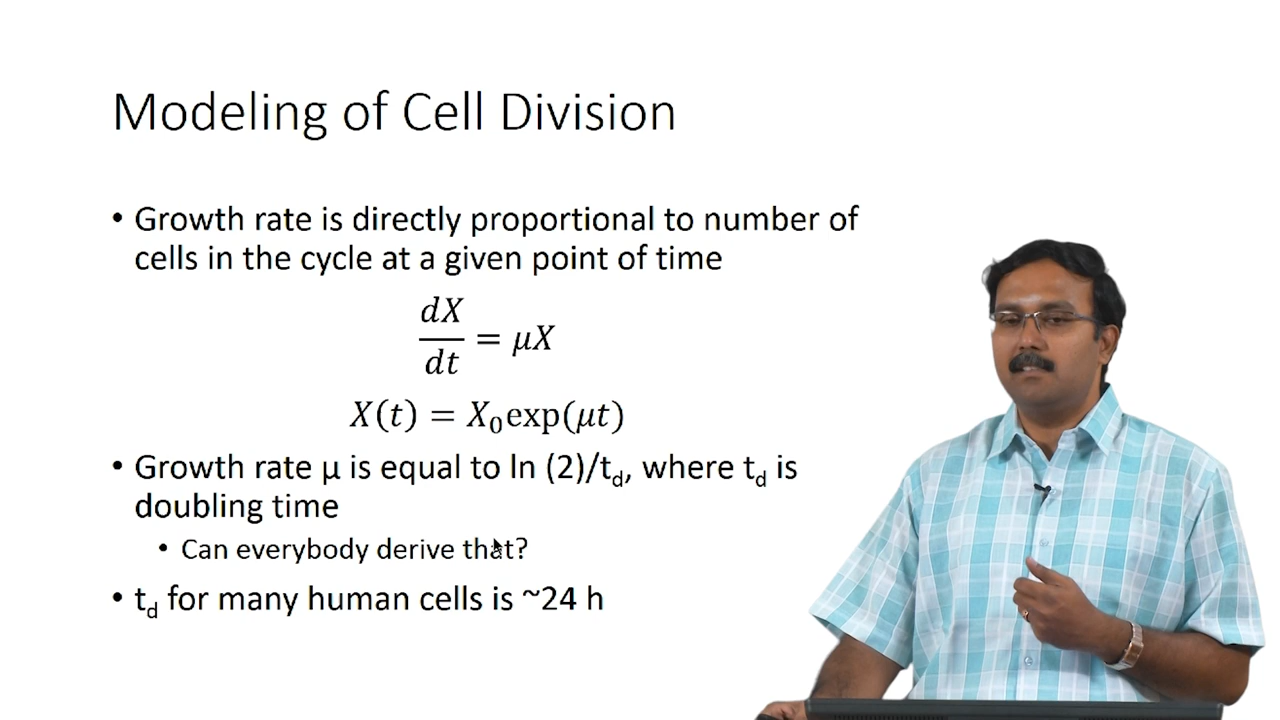 Modeling of Cell Division
• Growth rate is directly proportional to number of
cells in the cycle at a given point of time
dX/dt = μX
X(t) = X₀exp(μt)
• Growth rate μ is equal to ln (2)/t_d, where t_d is
doubling time
• Can everybody derive that?
• t_d for many human cells is ~24 h